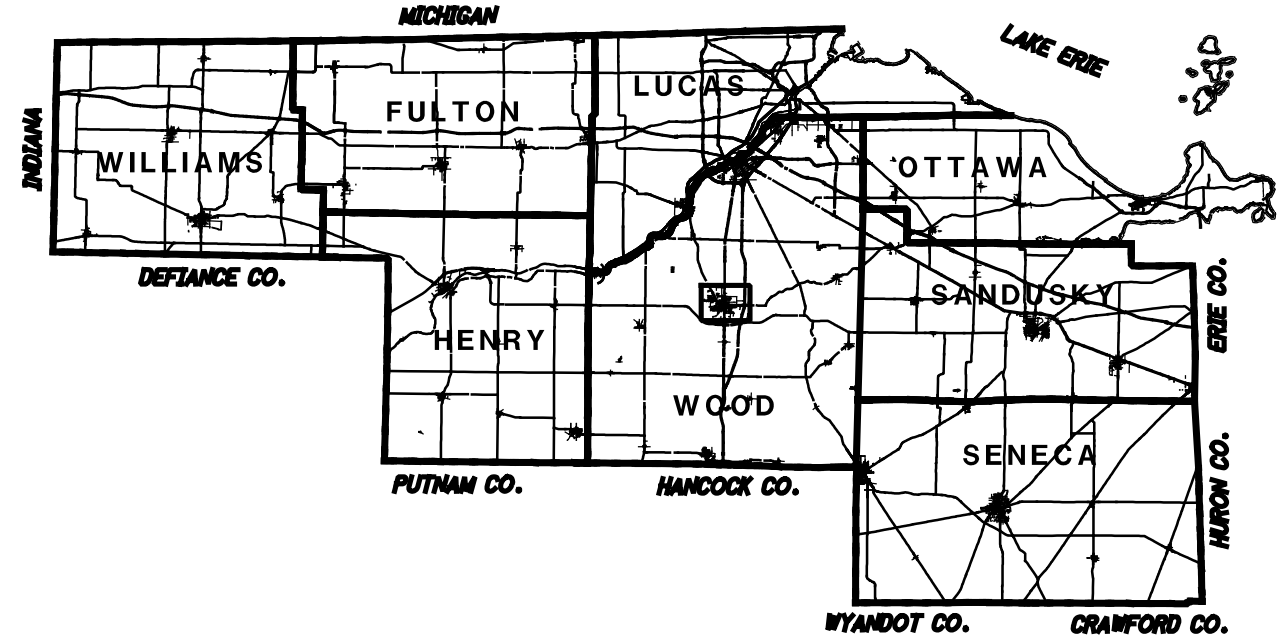 MICHIGAN
LAKE ERIE
LUCAS
FULTON
INDIANA
WILLIAMS
OTTAWA
DEFIANCE CO.
SANDUSKY
ERIE CO.
HENRY
WOOD
SENECA
HURON CO.
PUTNAM CO.
HANCOCK CO.
WYANDOT CO.
CRAWFORD CO.